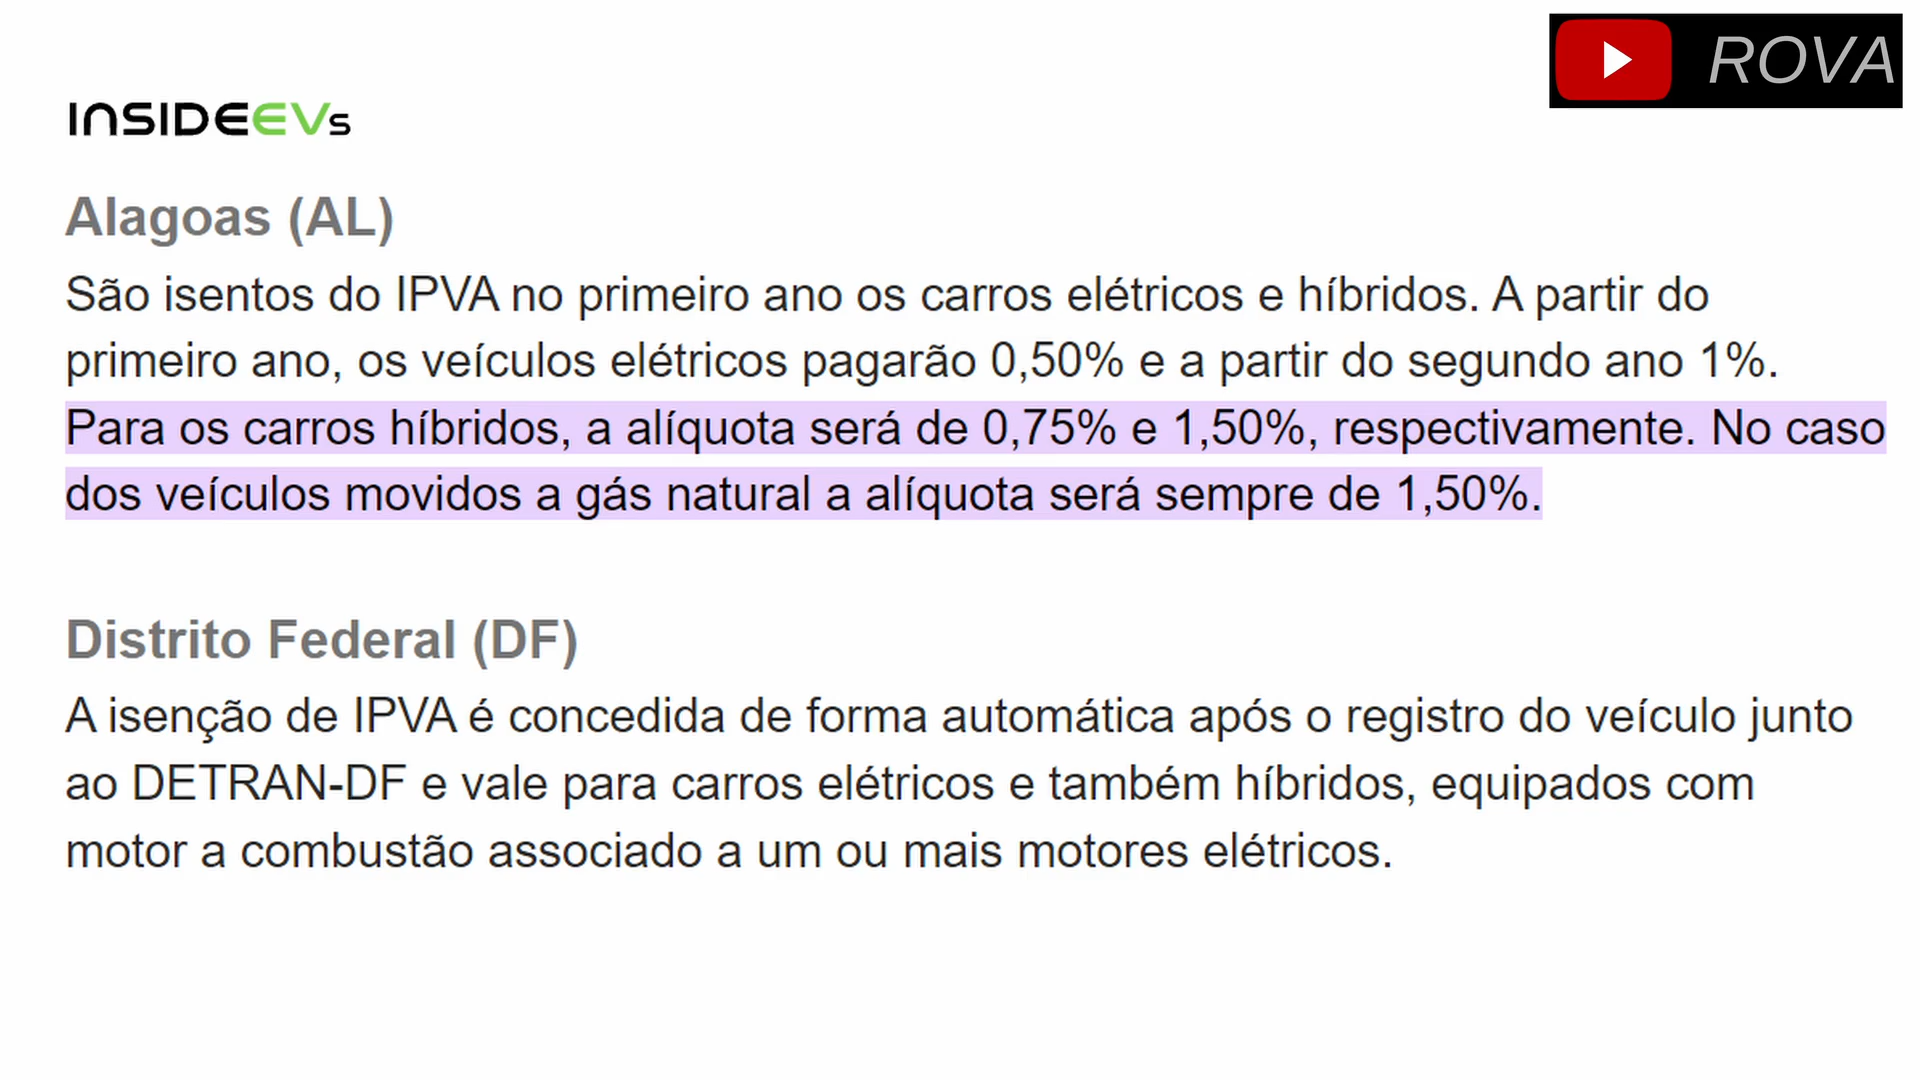 ROVA
INSIDEEVs
Alagoas (AL)
São isentos do IPVA no primeiro ano os carros elétricos e híbridos. A partir do
primeiro ano, os veículos elétricos pagarão 0,50% e a partir do segundo ano 1%.
Para os carros híbridos, a alíquota será de 0,75% e 1,50%, respectivamente. No caso
dos veículos movidos a gás natural a alíquota será sempre de 1,50%.
Distrito Federal (DF)
A isenção de IPVA é concedida de forma automática após o registro do veículo junto
ao DETRAN-DF e vale para carros elétricos e também híbridos, equipados com
motor a combustão associado a um ou mais motores elétricos.